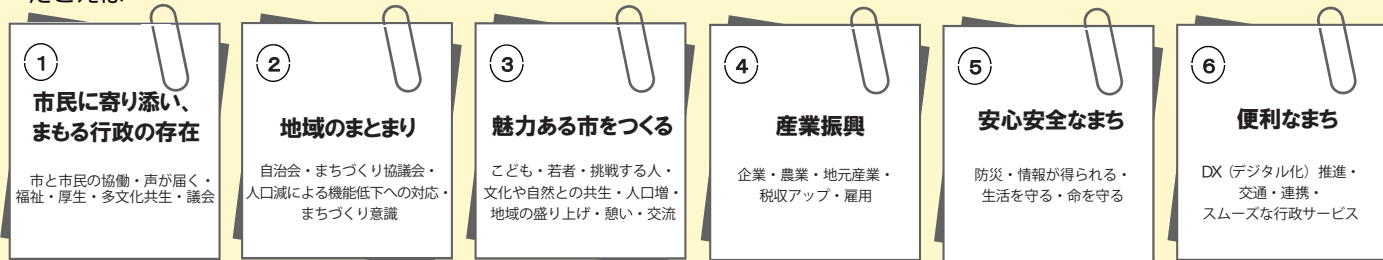 ①
市民に寄り添い、
まもる行政の存在
市と市民の協働・声が届く・
福祉・厚生・多文化共生・議会
②
地域のまとまり
自治会・まちづくり協議会・
人口減による機能低下への対応・
まちづくり意識
③
魅力ある市をつくる
こども・若者・挑戦する人・
文化や自然との共生・人口増・
地域の盛り上げ・憩い・交流
④
産業振興
企業・農業・地元産業・
税収アップ・雇用
⑤
安心安全なまち
防災・情報が得られる・
生活を守る・命を守る
⑥
便利なまち
DX（デジタル化）推進・
交通・連携・
スムーズな行政サービス